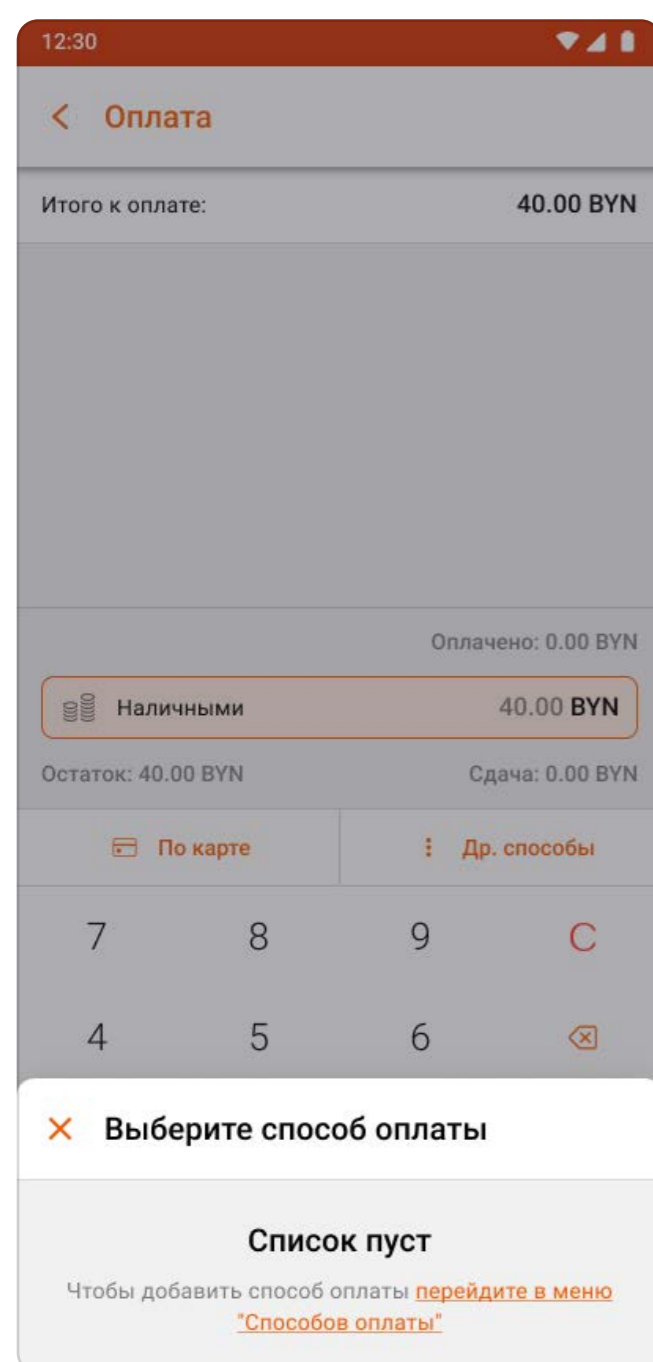 12:30
Оплата
Итого к оплате: 40.00 BYN
Оплачено: 0.00 BYN
Наличными 40.00 BYN
Остаток: 40.00 BYN Сдача: 0.00 BYN
По карте Др. способы
7 8 9 C
4 5 6
Выберите способ оплаты
Список пуст
Чтобы добавить способ оплаты перейдите в меню
"Способов оплаты"